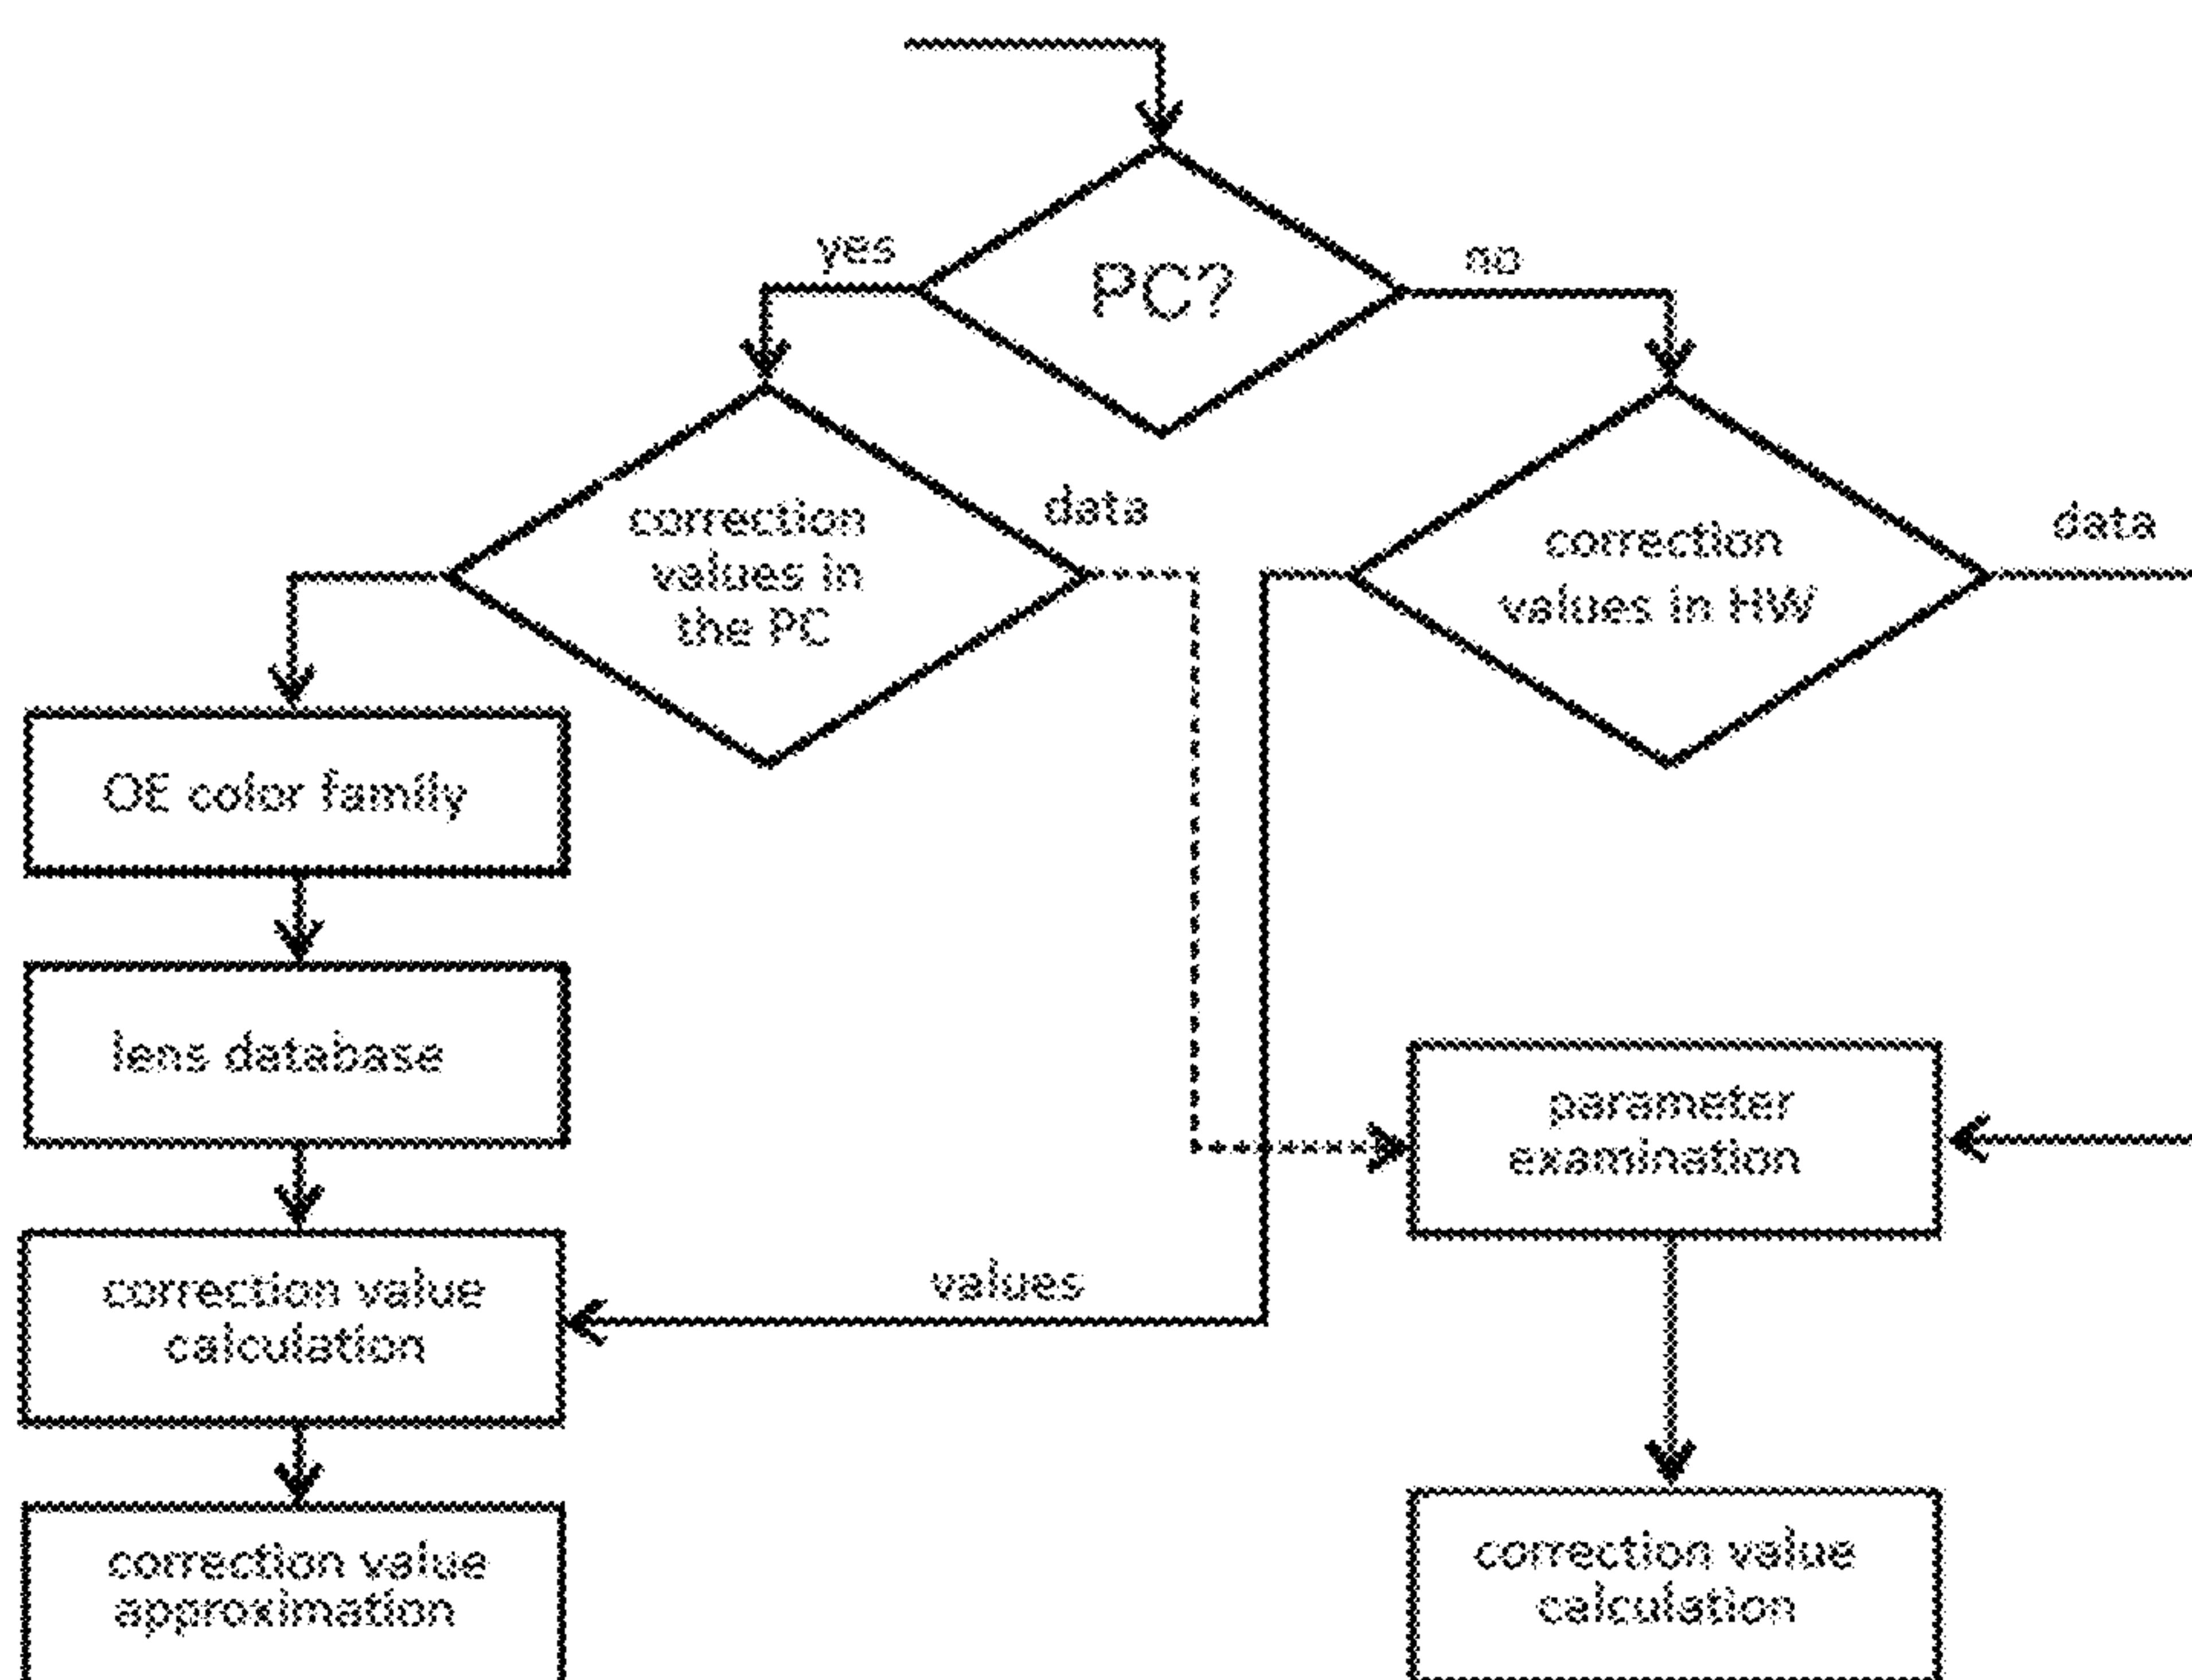 yes
PC?
no
correction
values in
the PC
data
correction
values in HW
data
OE color family
lens database
parameter
examination
correction value
calculation
values
correction value
approximation
correction value
calculation